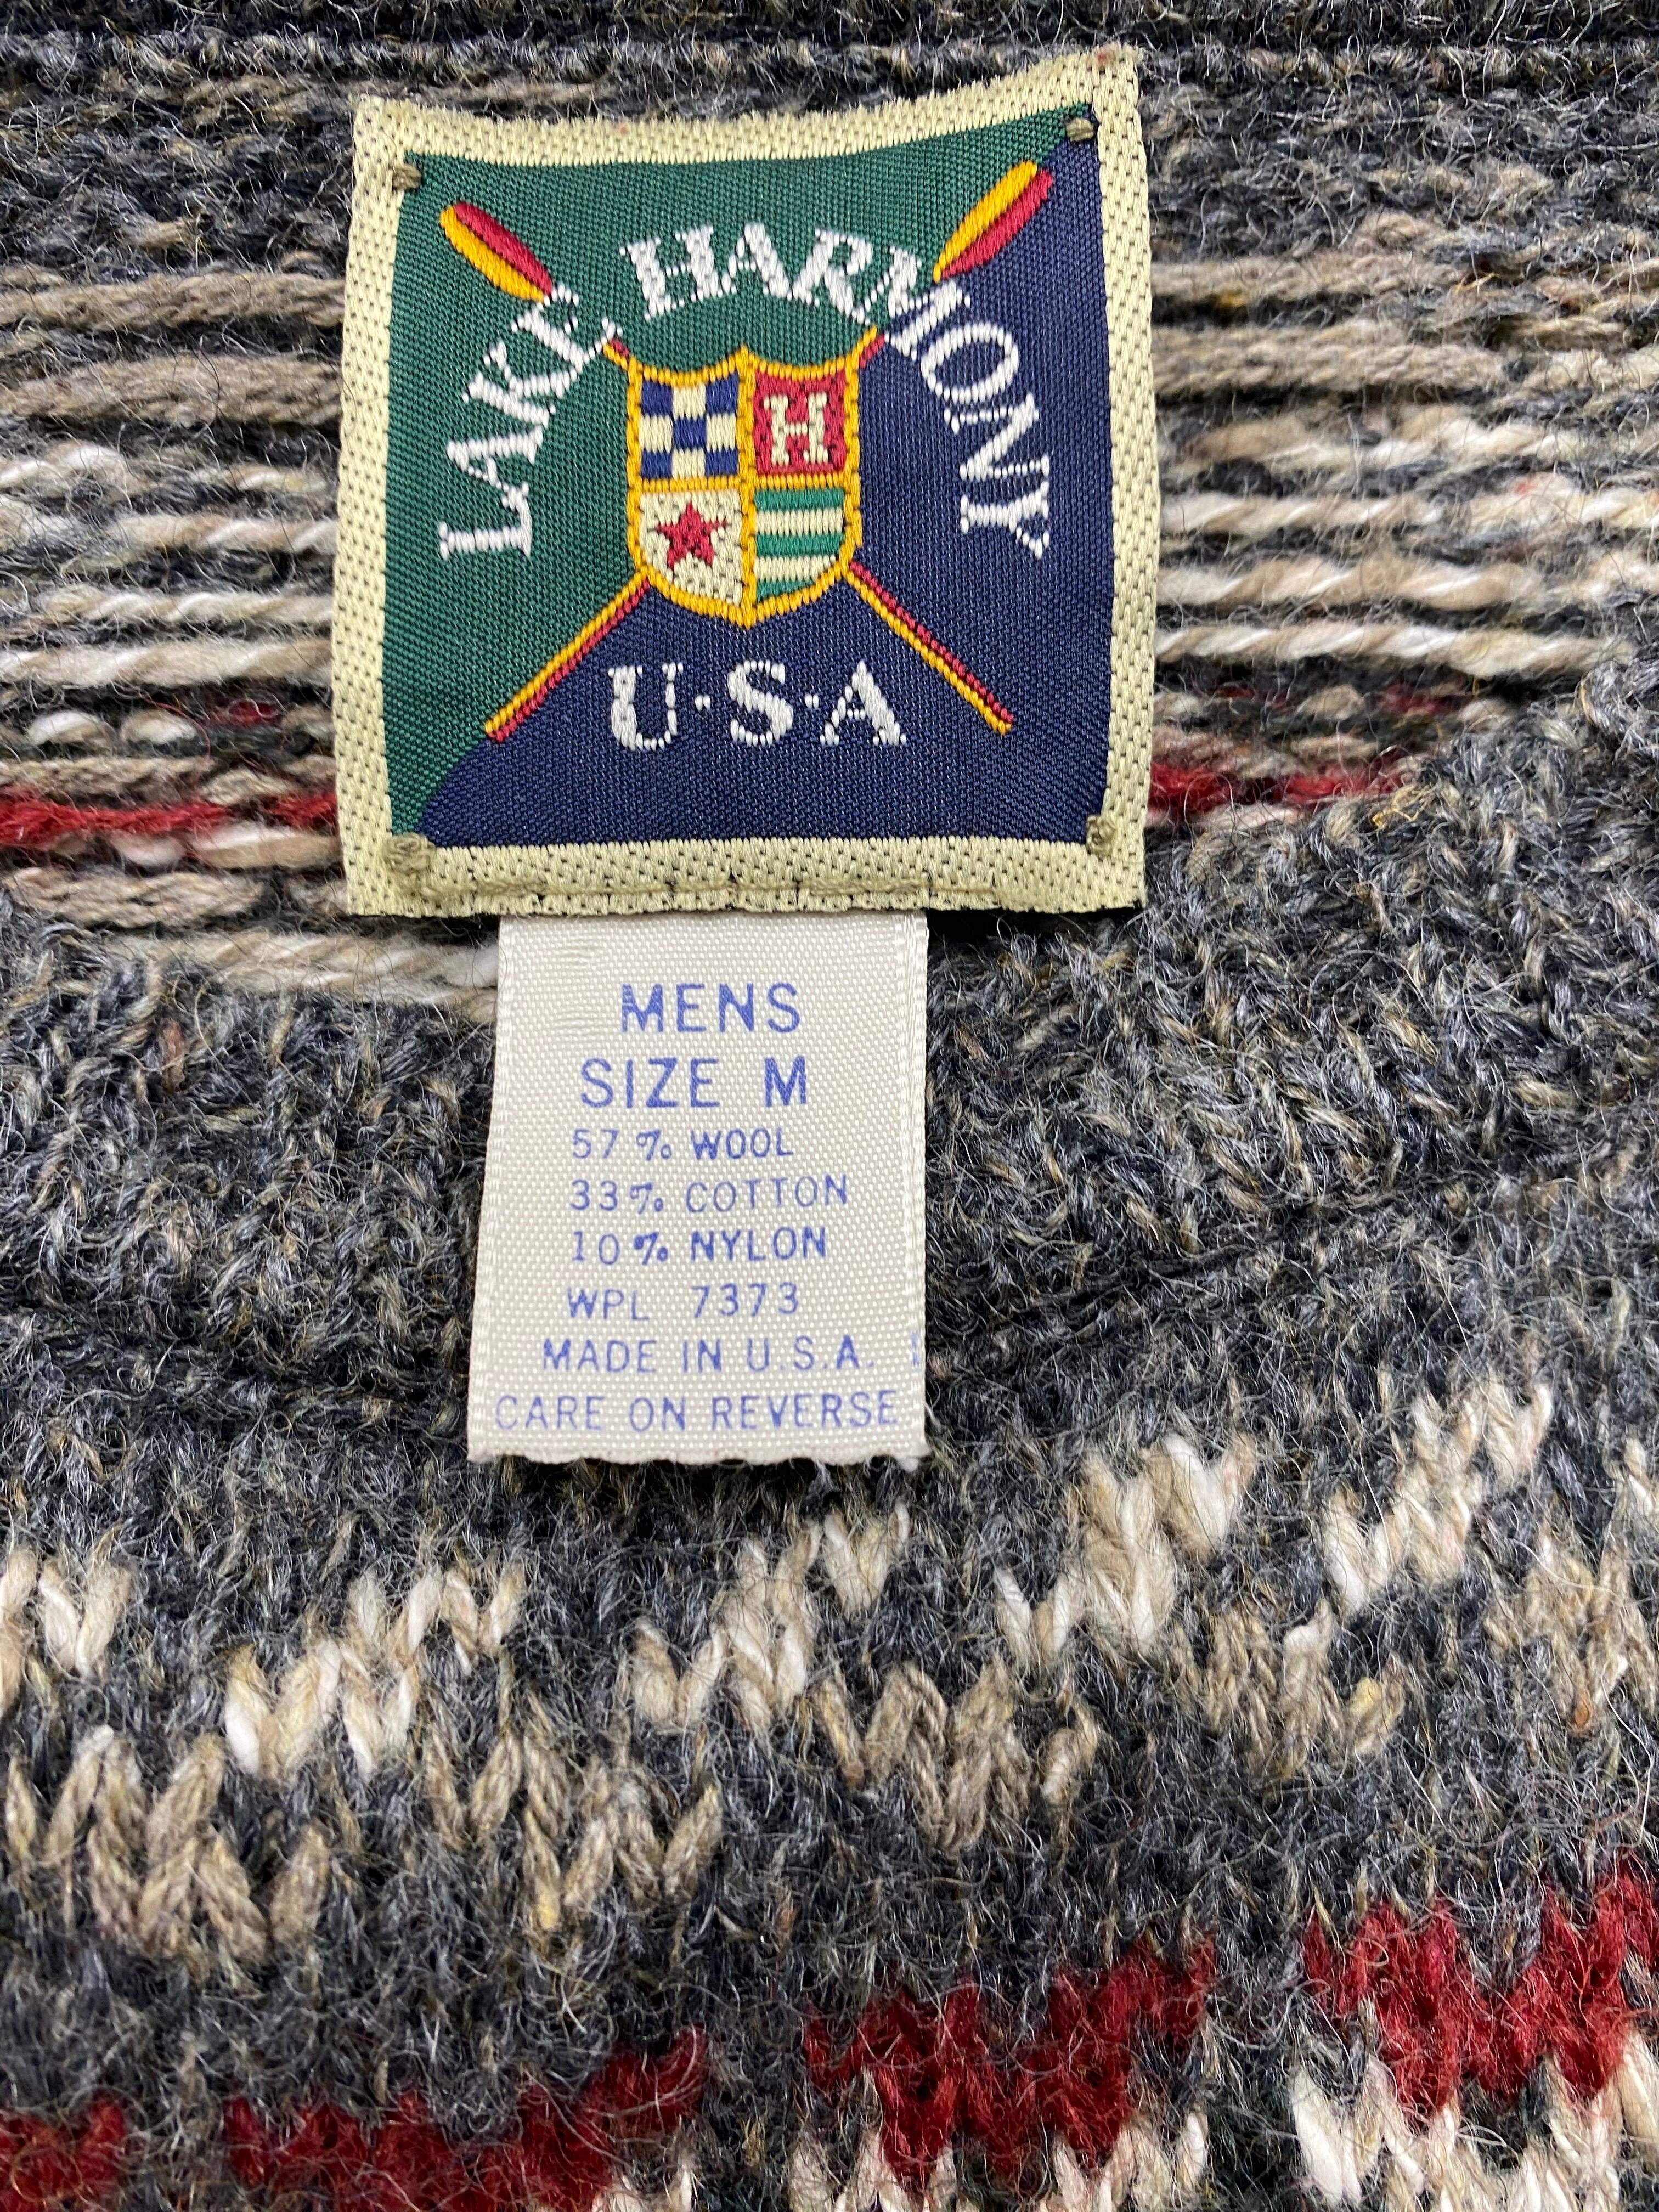 LAKE HARMONY
H
U·S·A
MENS
SIZE M
57% WOOL
33% COTTON
10% NYLON
WPL 7373
MADE IN U.S.A.
CARE ON REVERSE